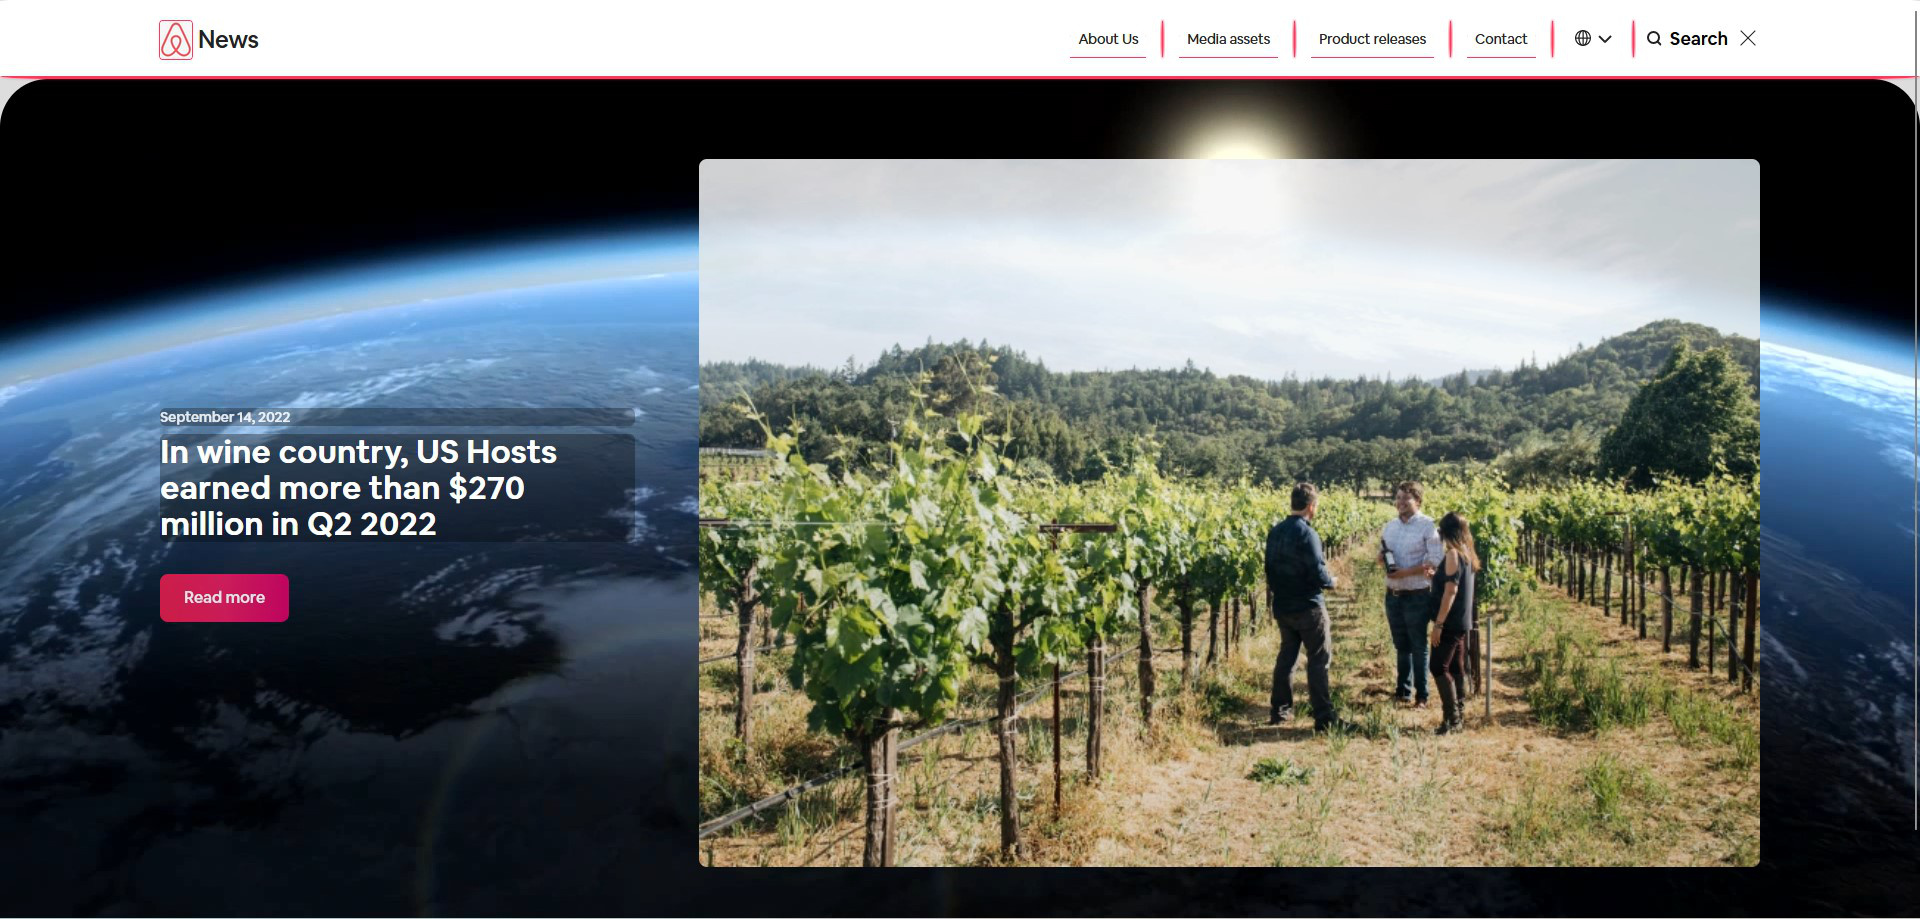 News
About Us
Media assets
Product releases
Contact
Search
September 14, 2022
In wine country, US Hosts
earned more than $270
million in Q2 2022
Read more